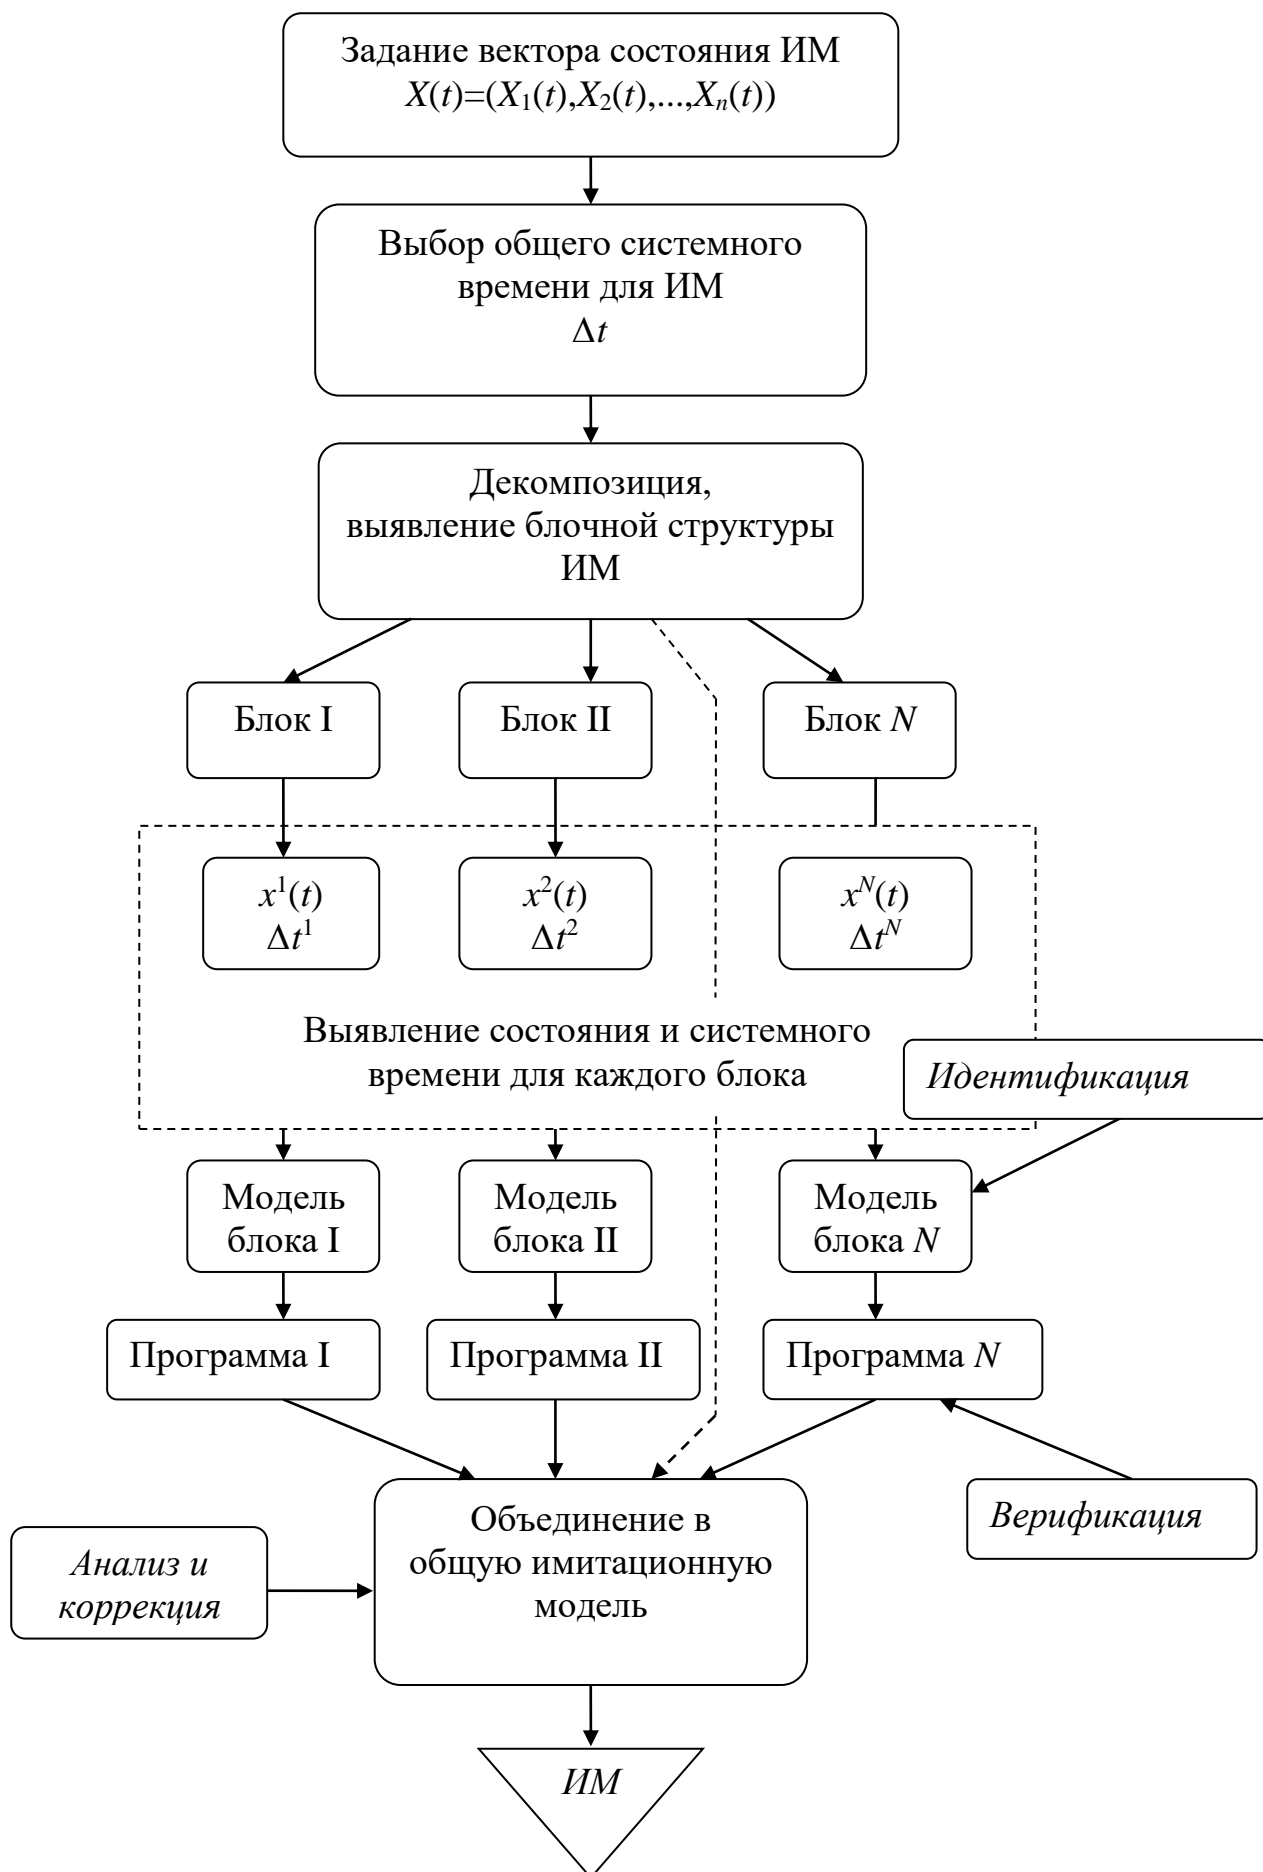 Задание вектора состояния ИМ
X(t)=(X₁(t),X₂(t),...,Xₙ(t))
Выбор общего системного
времени для ИМ
Δt
Декомпозиция,
выявление блочной структуры
ИМ
Блок I
Блок II
Блок N
x¹(t)
Δt¹
x²(t)
Δt²
xᴺ(t)
Δtᴺ
Выявление состояния и системного
времени для каждого блока
Идентификация
Модель
блока I
Модель
блока II
Модель
блока N
Программа I
Программа II
Программа N
Объединение в
общую имитационную
модель
Верификация
Анализ и
коррекция
ИМ